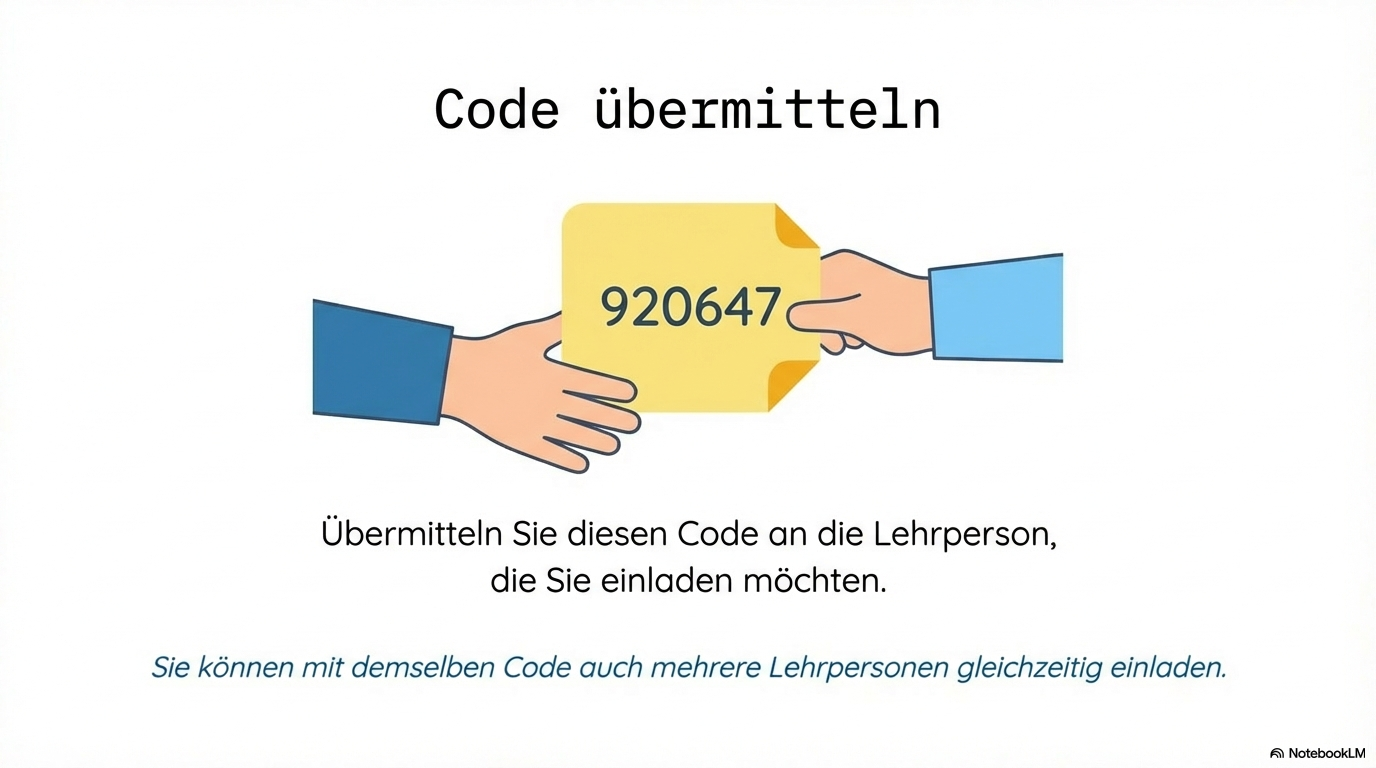 Code übermitteln
920647
Übermitteln Sie diesen Code an die Lehrperson,
die Sie einladen möchten.
Sie können mit demselben Code auch mehrere Lehrpersonen gleichzeitig einladen.
NotebookLM